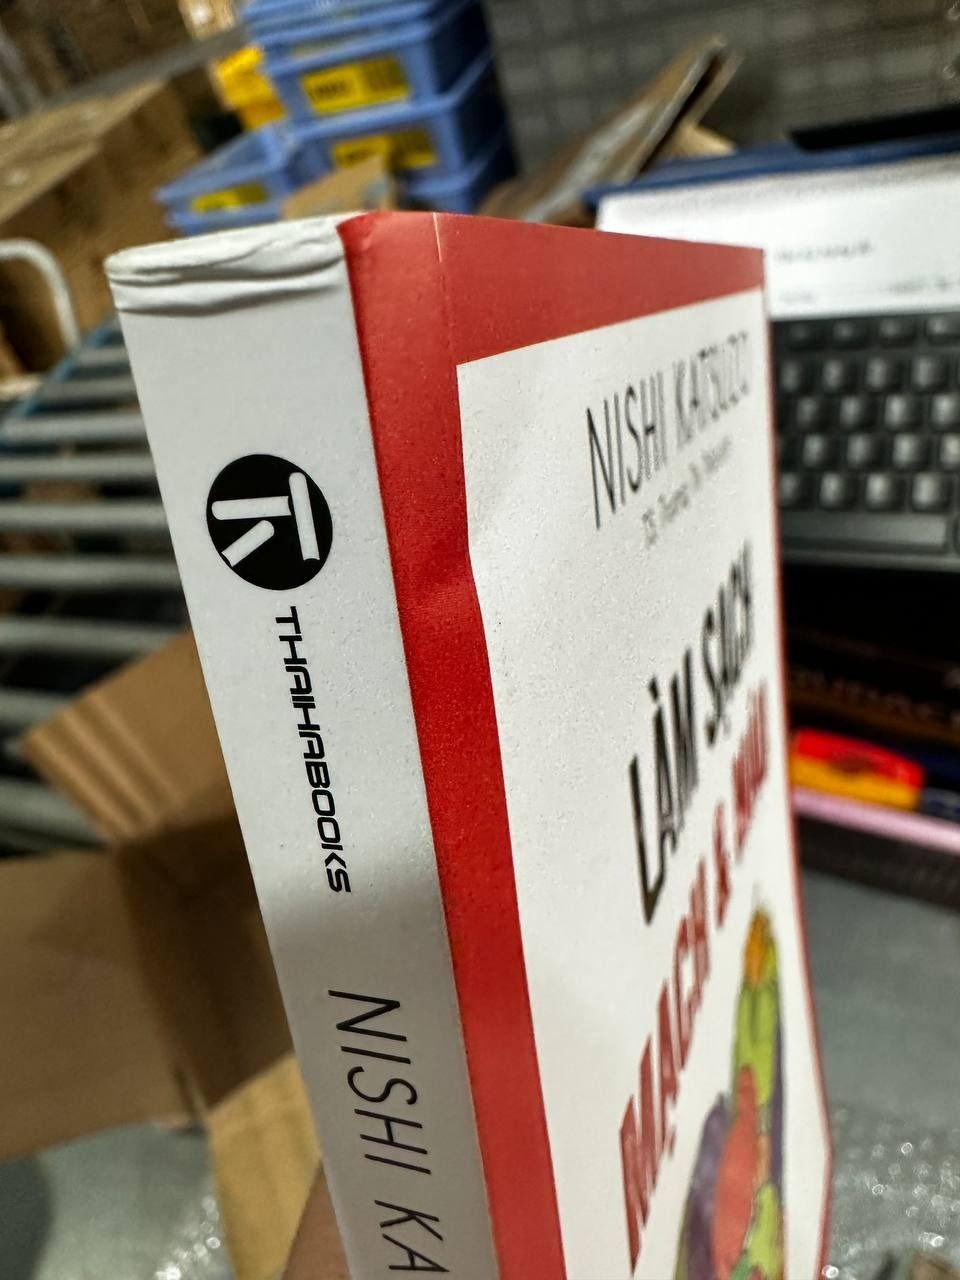 THAIHABOOKS
NISHI KA
NISHI KATSUZO
LÀM SẠCH
MẠCH & MÁU